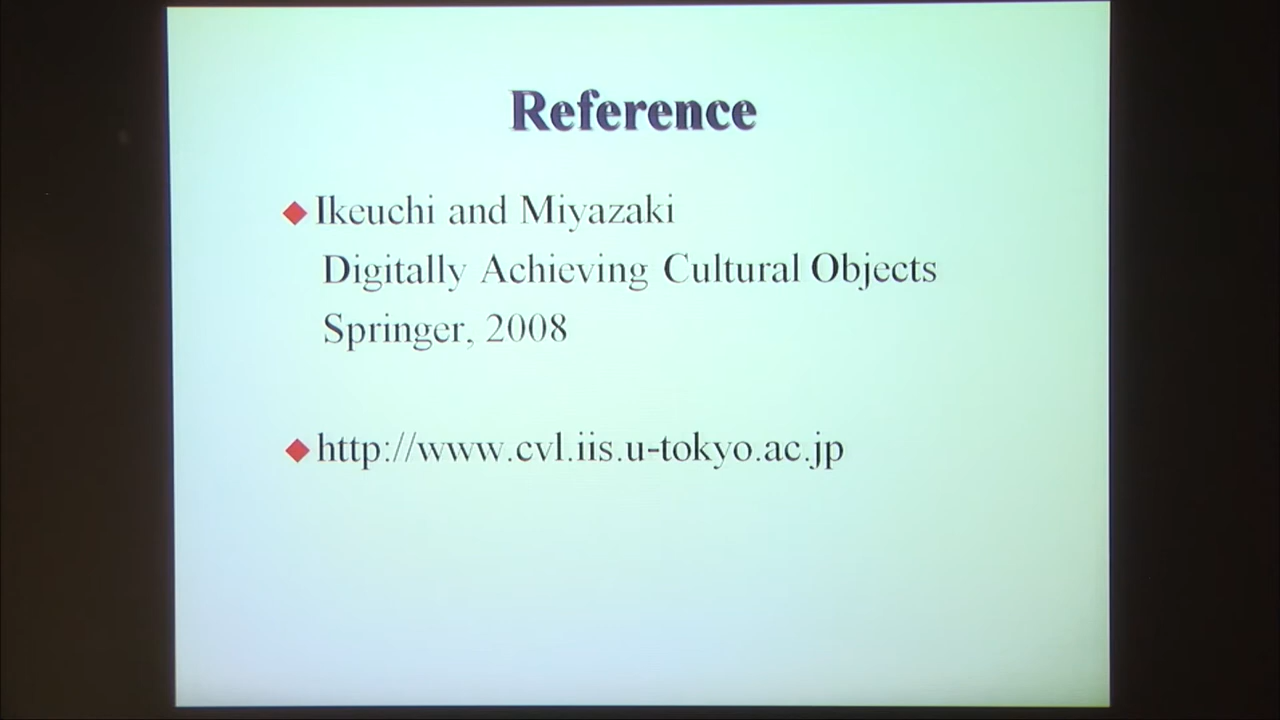 Reference
Ikeuchi and Miyazaki
Digitally Achieving Cultural Objects
Springer, 2008
http://www.cvl.iis.u-tokyo.ac.jp